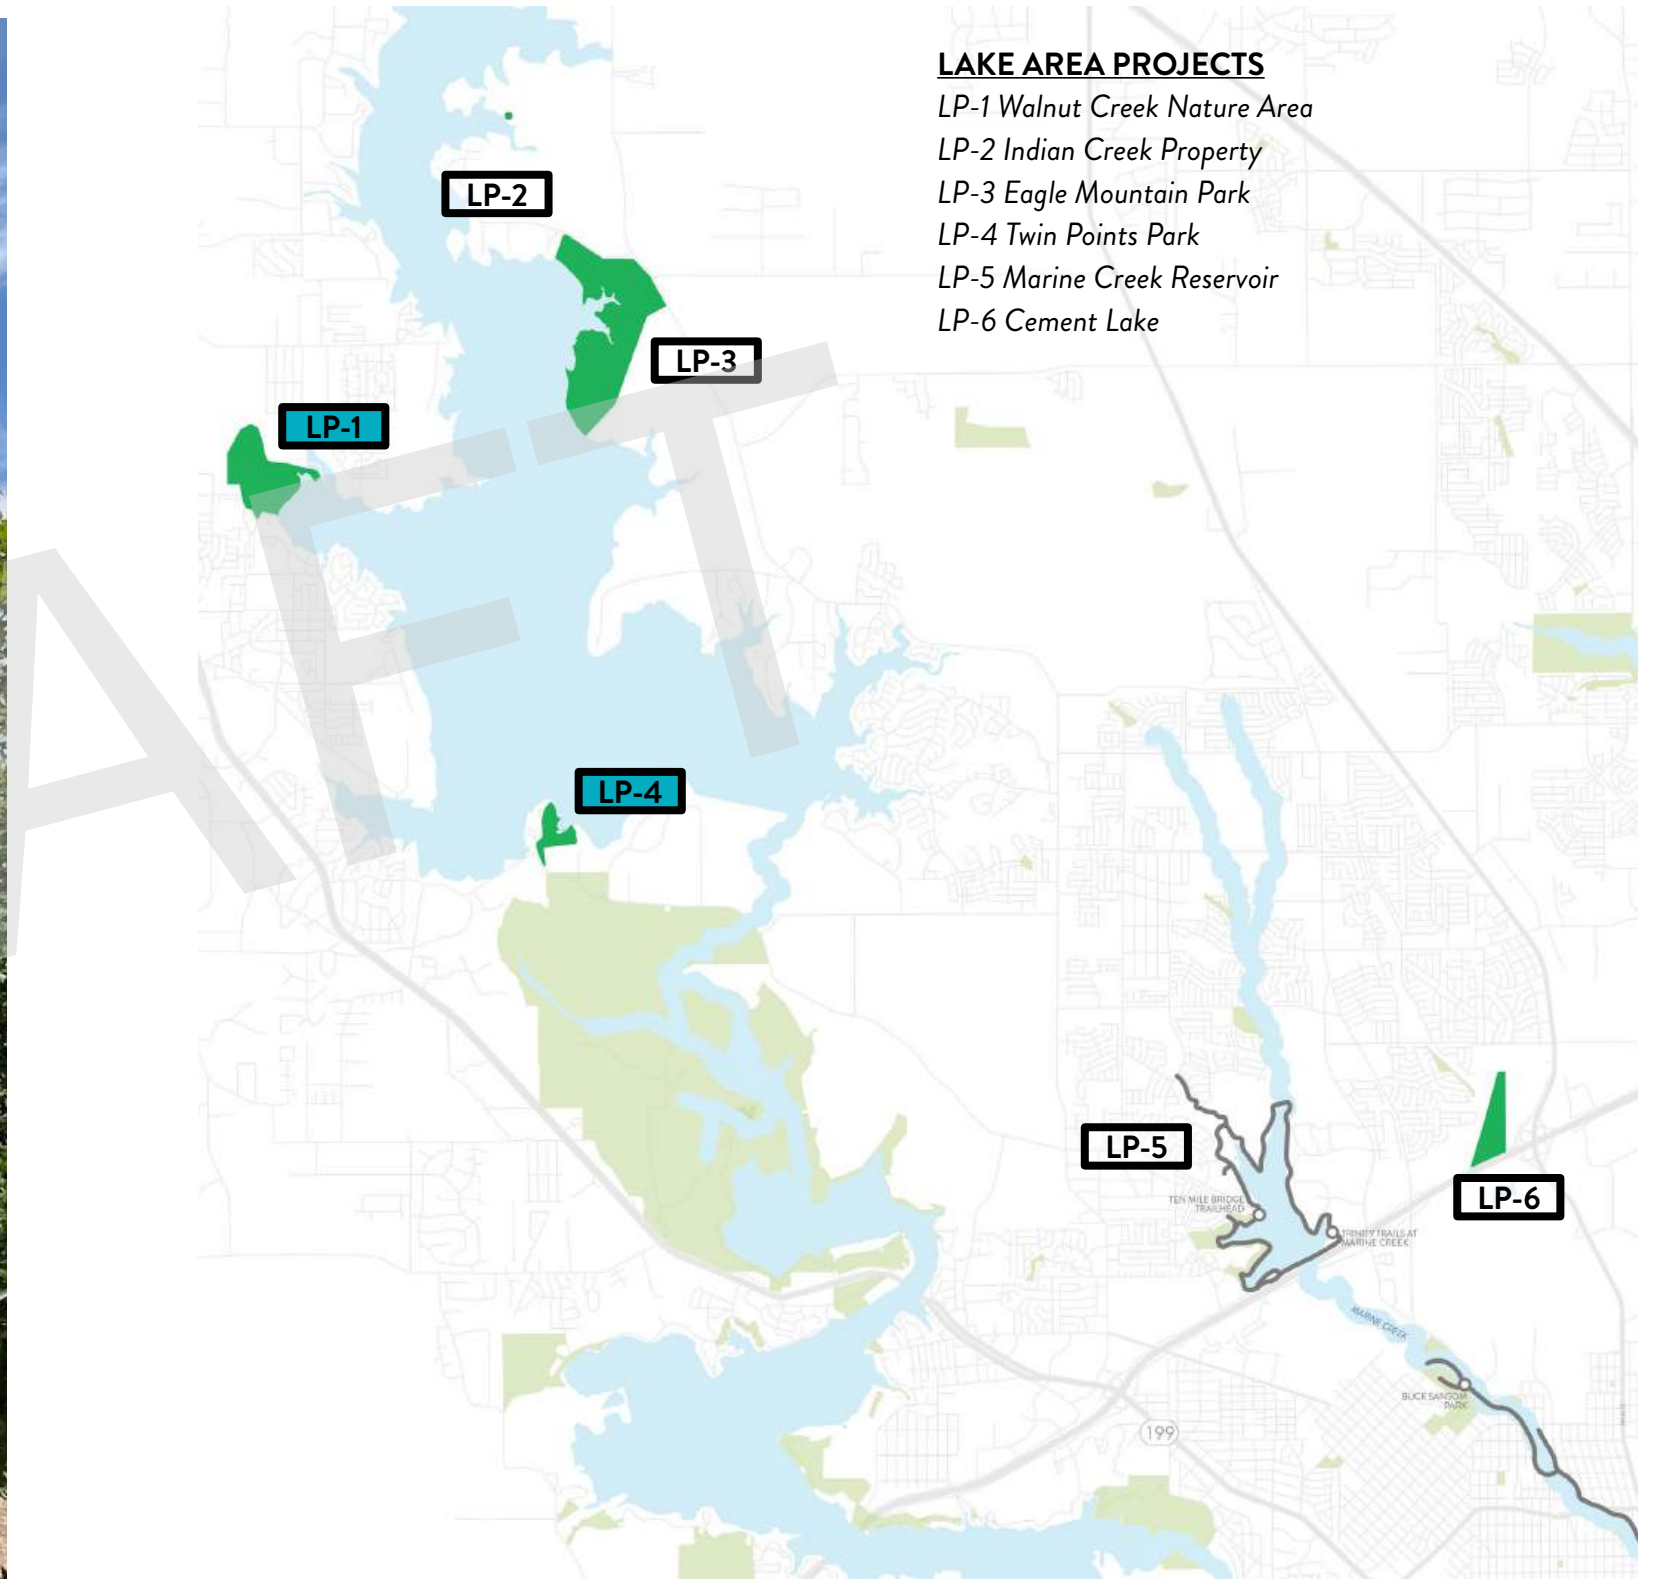 LAKE AREA PROJECTS
LP-1 Walnut Creek Nature Area
LP-2 Indian Creek Property
LP-3 Eagle Mountain Park
LP-4 Twin Points Park
LP-5 Marine Creek Reservoir
LP-6 Cement Lake
LP-2
LP-3
LP-1
AFT
LP-4
LP-5
LP-6
TEN MILE BRIDGE
TRAILHEAD
TRINITY TRAILS AT
MARINE CREEK
MARINE CREEK
BUCK SANSOM
PARK
199